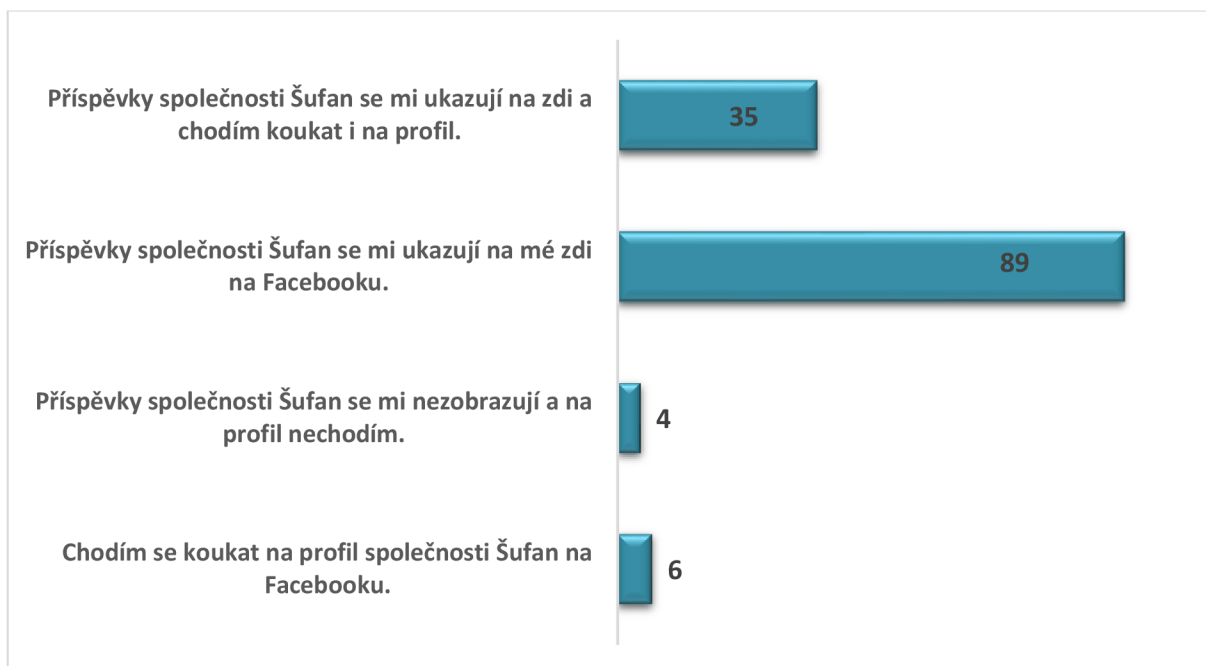 Příspěvky společnosti Šufan se mi ukazují na zdi a
chodím koukat i na profil.
35
Příspěvky společnosti Šufan se mi ukazují na mé zdi
na Facebooku.
89
Příspěvky společnosti Šufan se mi nezobrazují a na
profil nechodím.
4
Chodím se koukat na profil společnosti Šufan na
Facebooku.
6